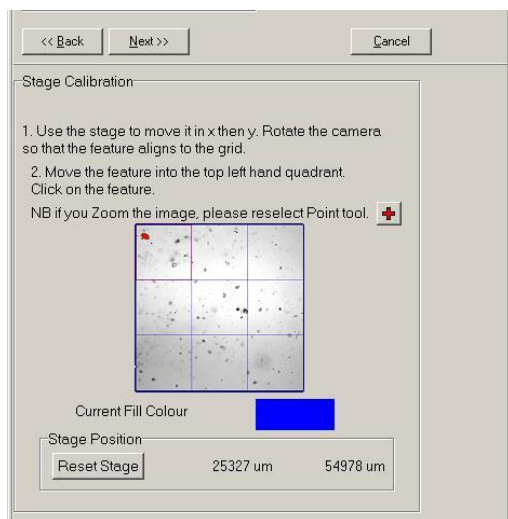 << Back Next >> Cancel
Stage Calibration
1. Use the stage to move it in x then y. Rotate the camera
so that the feature aligns to the grid.
2. Move the feature into the top left hand quadrant.
Click on the feature.
NB if you Zoom the image, please reselect Point tool.
Current Fill Colour
Stage Position
Reset Stage 25327 um 54978 um